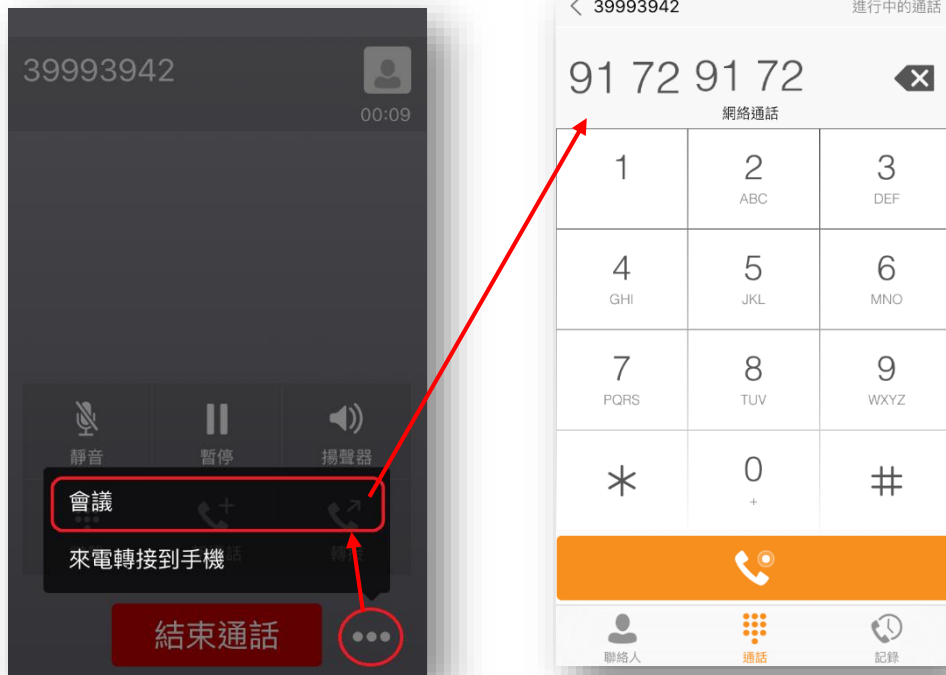 39993942
00:09
靜音 暫停 揚聲器
會議
來電轉接到手機
結束通話
39993942 進行中的通話
91 72 91 72
網絡通話
1 2 3
ABC DEF
4 5 6
GHI JKL MNO
7 8 9
PQRS TUV WXYZ
* 0 #
+
聯絡人 通話 記錄